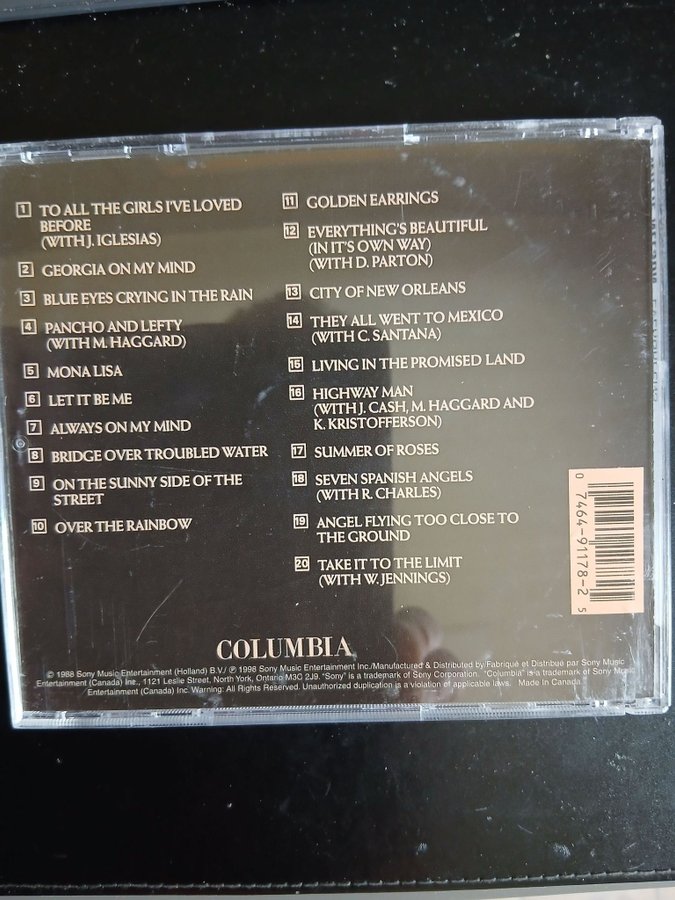 1 TO ALL THE GIRLS I'VE LOVED
BEFORE
(WITH J. IGLESIAS)
2 GEORGIA ON MY MIND
3 BLUE EYES CRYING IN THE RAIN
4 PANCHO AND LEFTY
(WITH M. HAGGARD)
5 MONA LISA
6 LET IT BE ME
7 ALWAYS ON MY MIND
8 BRIDGE OVER TROUBLED WATER
9 ON THE SUNNY SIDE OF THE
STREET
10 OVER THE RAINBOW
11 GOLDEN EARRINGS
12 EVERYTHING'S BEAUTIFUL
(IN IT'S OWN WAY)
(WITH D. PARTON)
13 CITY OF NEW ORLEANS
14 THEY ALL WENT TO MEXICO
(WITH C. SANTANA)
15 LIVING IN THE PROMISED LAND
16 HIGHWAY MAN
(WITH J. CASH, M. HAGGARD AND
K. KRISTOFFERSON)
17 SUMMER OF ROSES
18 SEVEN SPANISH ANGELS
(WITH R. CHARLES)
19 ANGEL FLYING TOO CLOSE TO
THE GROUND
20 TAKE IT TO THE LIMIT
(WITH W. JENNINGS)
0 7464-91178-2 5
COLUMBIA
© 1988 Sony Music Entertainment (Holland) B.V./ ℗ 1998 Sony Music Entertainment Inc./Manufactured & Distributed by/Fabriqué et Distribué par Sony Music
Entertainment (Canada) Inc., 1121 Leslie Street, North York, Ontario M3C 2J9. "Sony" is a trademark of Sony Corporation. "Columbia" is a trademark of Sony Music
Entertainment (Canada) Inc. Warning: All Rights Reserved. Unauthorized duplication is a violation of applicable laws. Made in Canada.